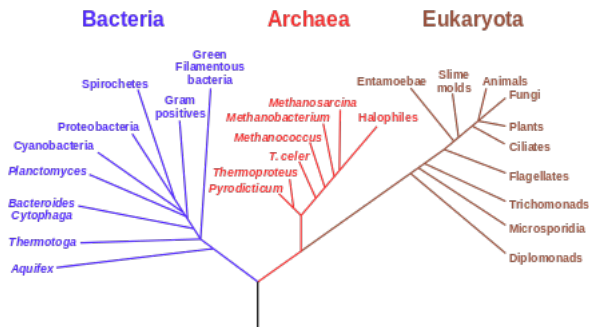 Bacteria
Archaea
Eukaryota
Green
Filamentous
bacteria
Spirochetes
Gram
positives
Proteobacteria
Cyanobacteria
Planctomyces
Bacteroides
Cytophaga
Thermotoga
Aquifex
Methanosarcina
Methanobacterium
Halophiles
Methanococcus
T. celer
Thermoproteus
Pyrodicticum
Entamoebae
Slime
molds
Animals
Fungi
Plants
Ciliates
Flagellates
Trichomonads
Microsporidia
Diplomonads